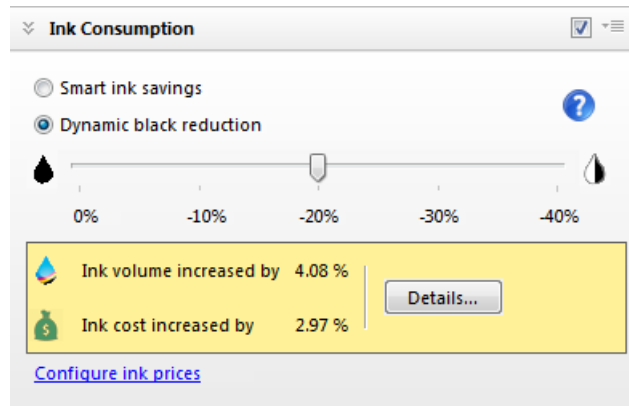 Ink Consumption
Smart ink savings
?
Dynamic black reduction
0% -10% -20% -30% -40%
Ink volume increased by 4.08 %
Details...
$
Ink cost increased by 2.97 %
Configure ink prices